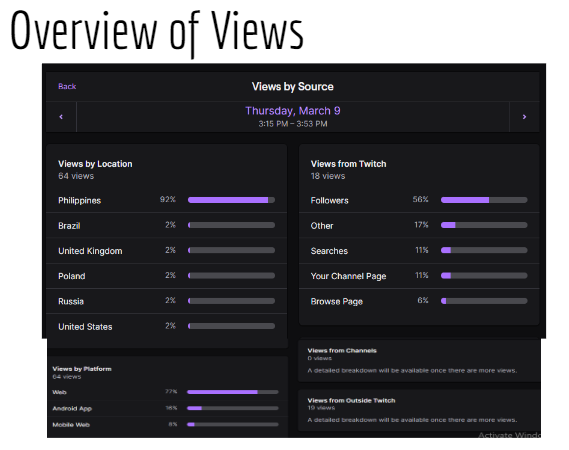 Overview of Views
Back
Views by Source
Thursday, March 9
3:15 PM – 3:53 PM
Views by Location
64 views
Philippines 92%
Brazil 2%
United Kingdom 2%
Poland 2%
Russia 2%
United States 2%
Views from Twitch
18 views
Followers 56%
Other 17%
Searches 11%
Your Channel Page 11%
Browse Page 6%
Views by Platform
64 views
Web 77%
Android App 16%
Mobile Web 8%
Views from Channels
0 views
A detailed breakdown will be available once there are more views.
Views from Outside Twitch
19 views
A detailed breakdown will be available once there are more views.
Activate Windo